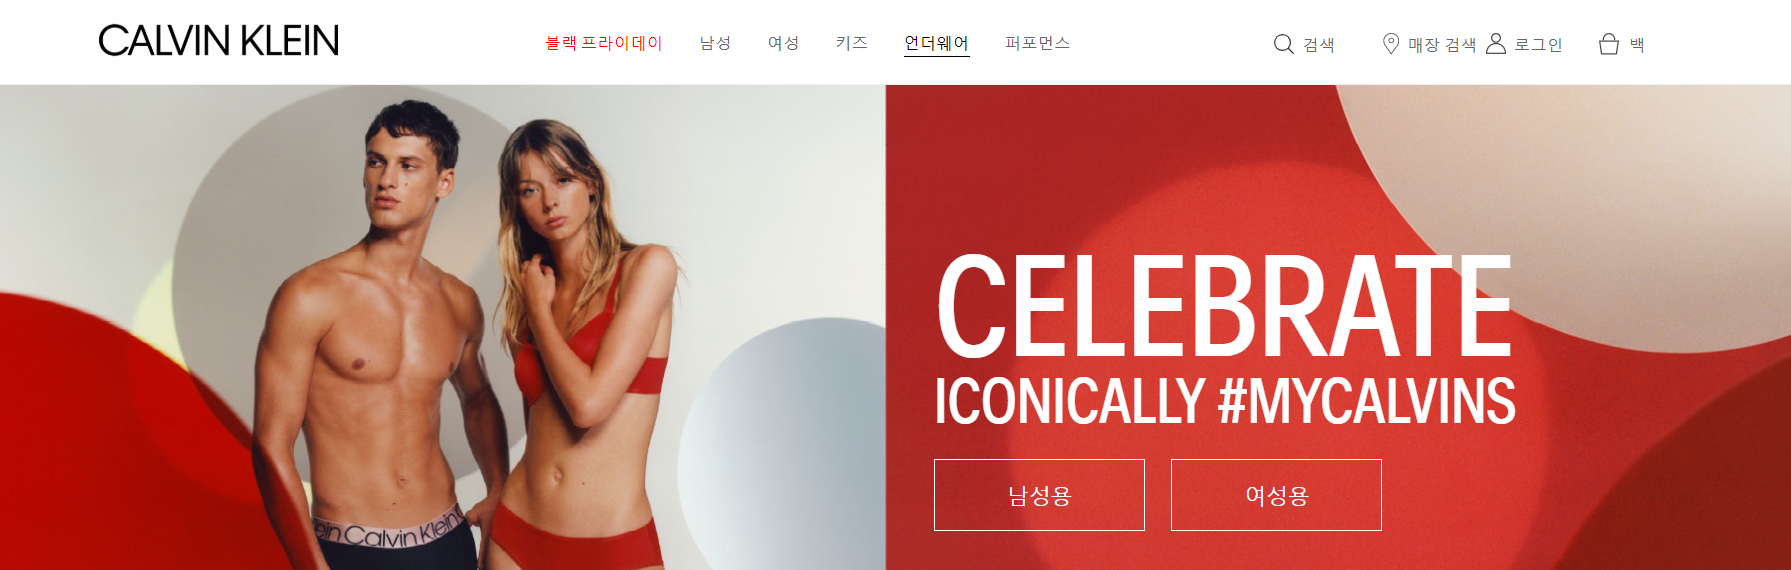 CALVIN KLEIN
블랙 프라이데이 남성 여성 키즈 언더웨어 퍼포먼스
검색 매장 검색 로그인 백
CELEBRATE
ICONICALLY #MYCALVINS
남성용 여성용
ein Calvin Klein